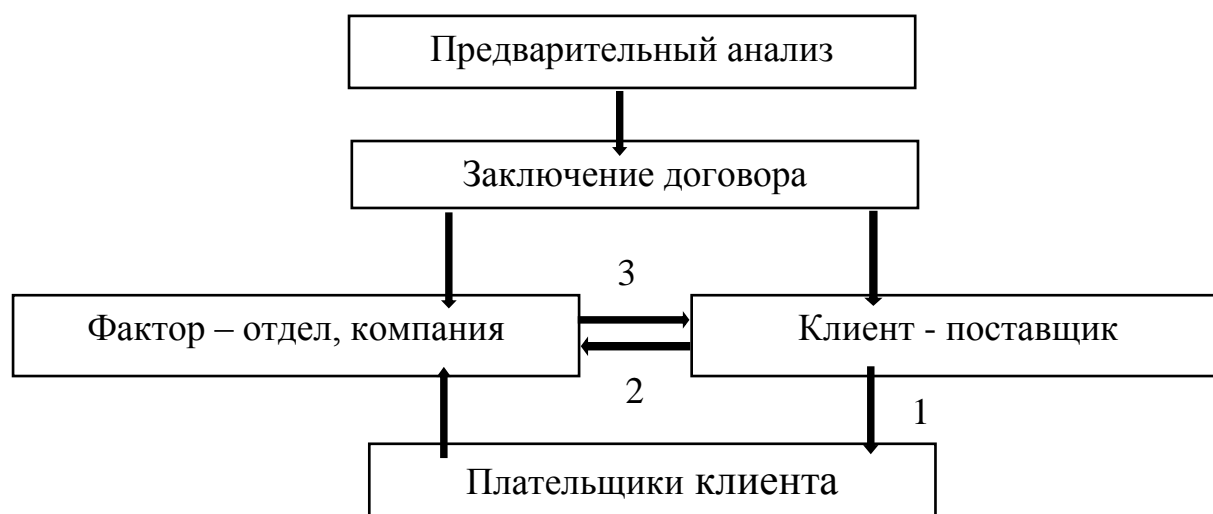 Предварительный анализ
Заключение договора
3
Фактор – отдел, компания
Клиент - поставщик
2
1
Плательщики клиента